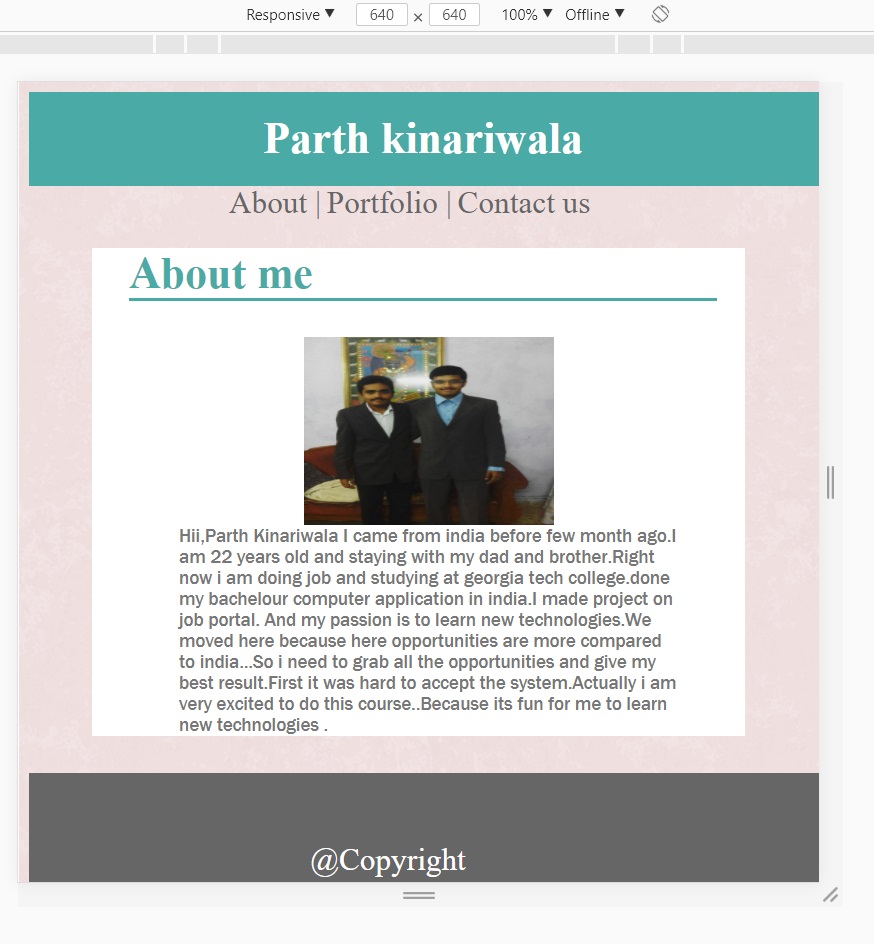 Responsive ▼ 640 × 640 100% ▼ Offline ▼
Parth kinariwala
About | Portfolio | Contact us
About me
Hii,Parth Kinariwala I came from india before few month ago.I
am 22 years old and staying with my dad and brother.Right
now i am doing job and studying at georgia tech college.done
my bachelour computer application in india.I made project on
job portal. And my passion is to learn new technologies.We
moved here because here opportunities are more compared
to india...So i need to grab all the opportunities and give my
best result.First it was hard to accept the system.Actually i am
very excited to do this course..Because its fun for me to learn
new technologies .
@Copyright